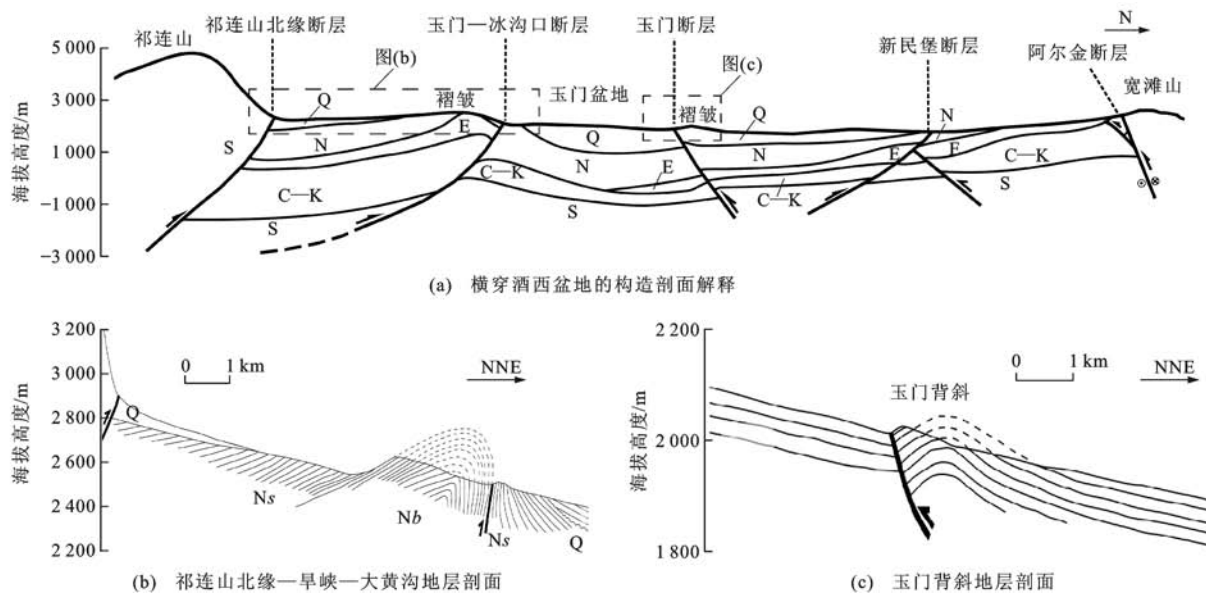 祁连山北缘断层
玉门—冰沟口断层
玉门断层
N
祁连山
新民堡断层
阿尔金断层
宽滩山
图(b)
图(c)
玉门盆地
褶皱
褶皱
5 000
3 000
1 000
−1 000
−3 000
海拔高度/m
Q
N
E
S
C—K
S
Q
N
E
C—K
S
Q
N
C—K
E
N
E
C—K
S
(a) 横穿酒西盆地的构造剖面解释
3 200
3 000
2 800
2 600
2 400
2 200
海拔高度/m
0 1 km
NNE
Q
Ns
Nb
Ns
Q
(b) 祁连山北缘—旱峡—大黄沟地层剖面
2 200
2 000
1 800
海拔高度/m
0 1 km
NNE
玉门背斜
(c) 玉门背斜地层剖面